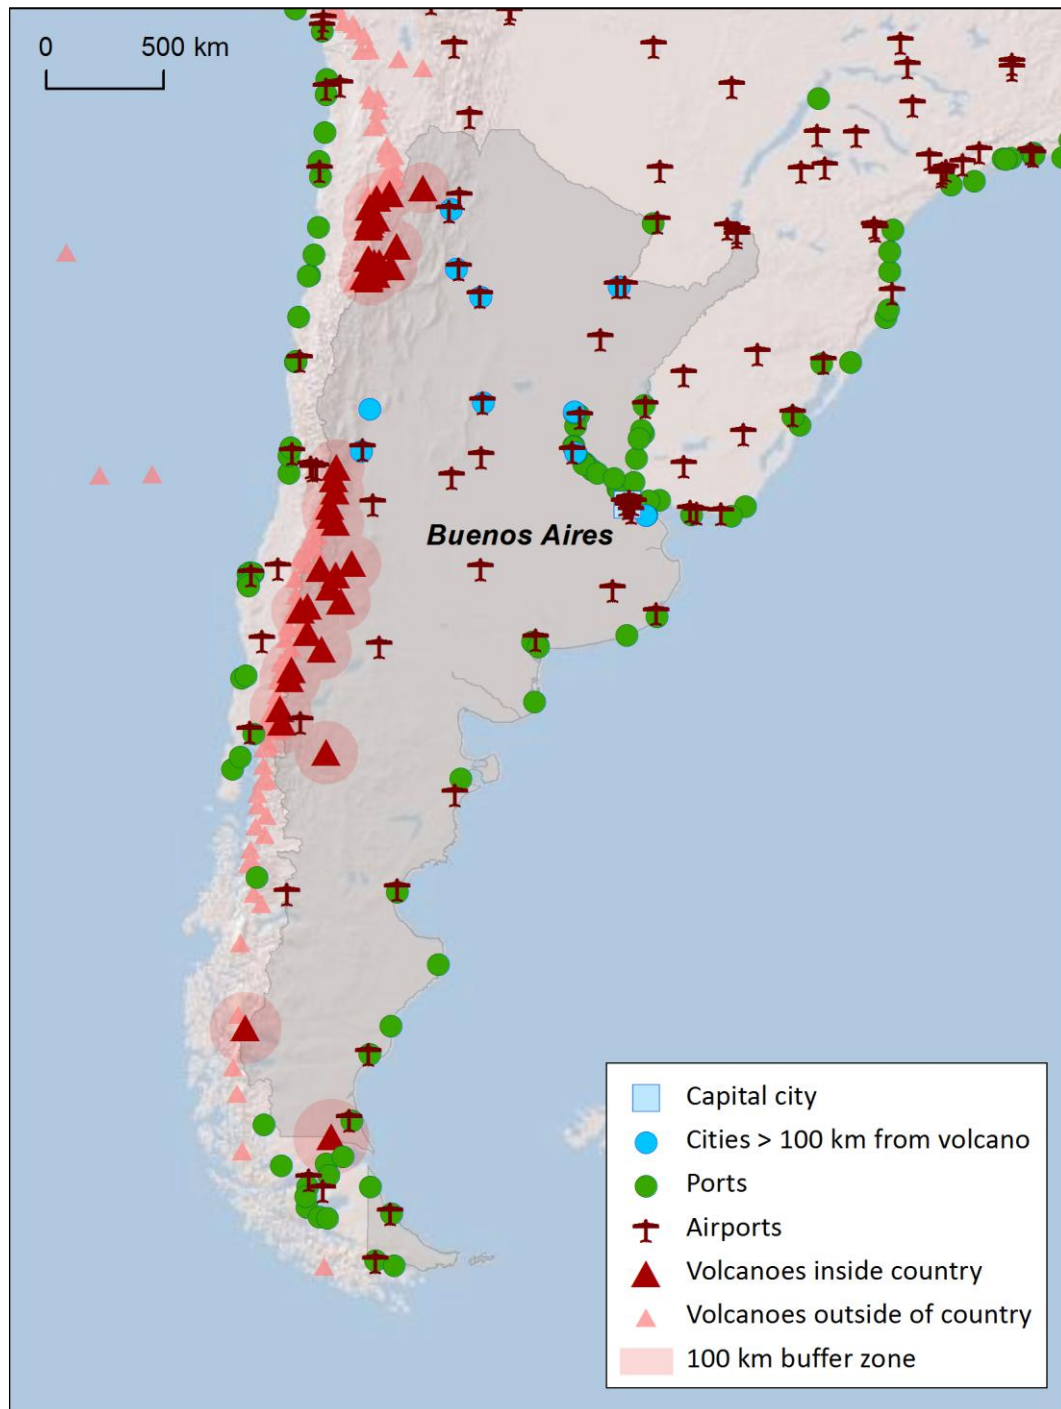 0 500 km
Buenos Aires
Capital city
Cities > 100 km from volcano
Ports
Airports
Volcanoes inside country
Volcanoes outside of country
100 km buffer zone